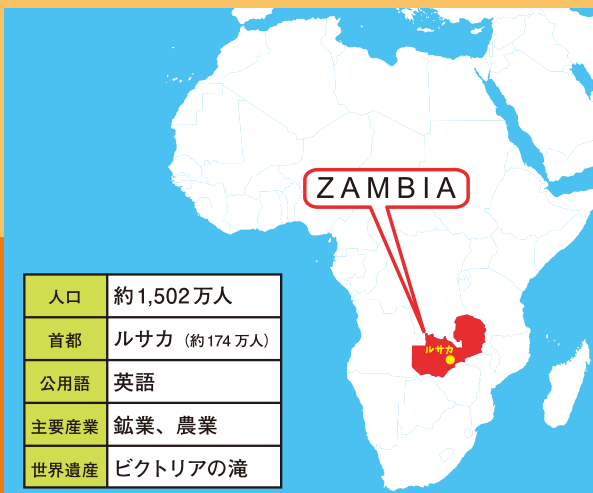 ZAMBIA
ルサカ
人口 約1,502万人
首都 ルサカ（約174万人）
公用語 英語
主要産業 鉱業、農業
世界遺産 ビクトリアの滝